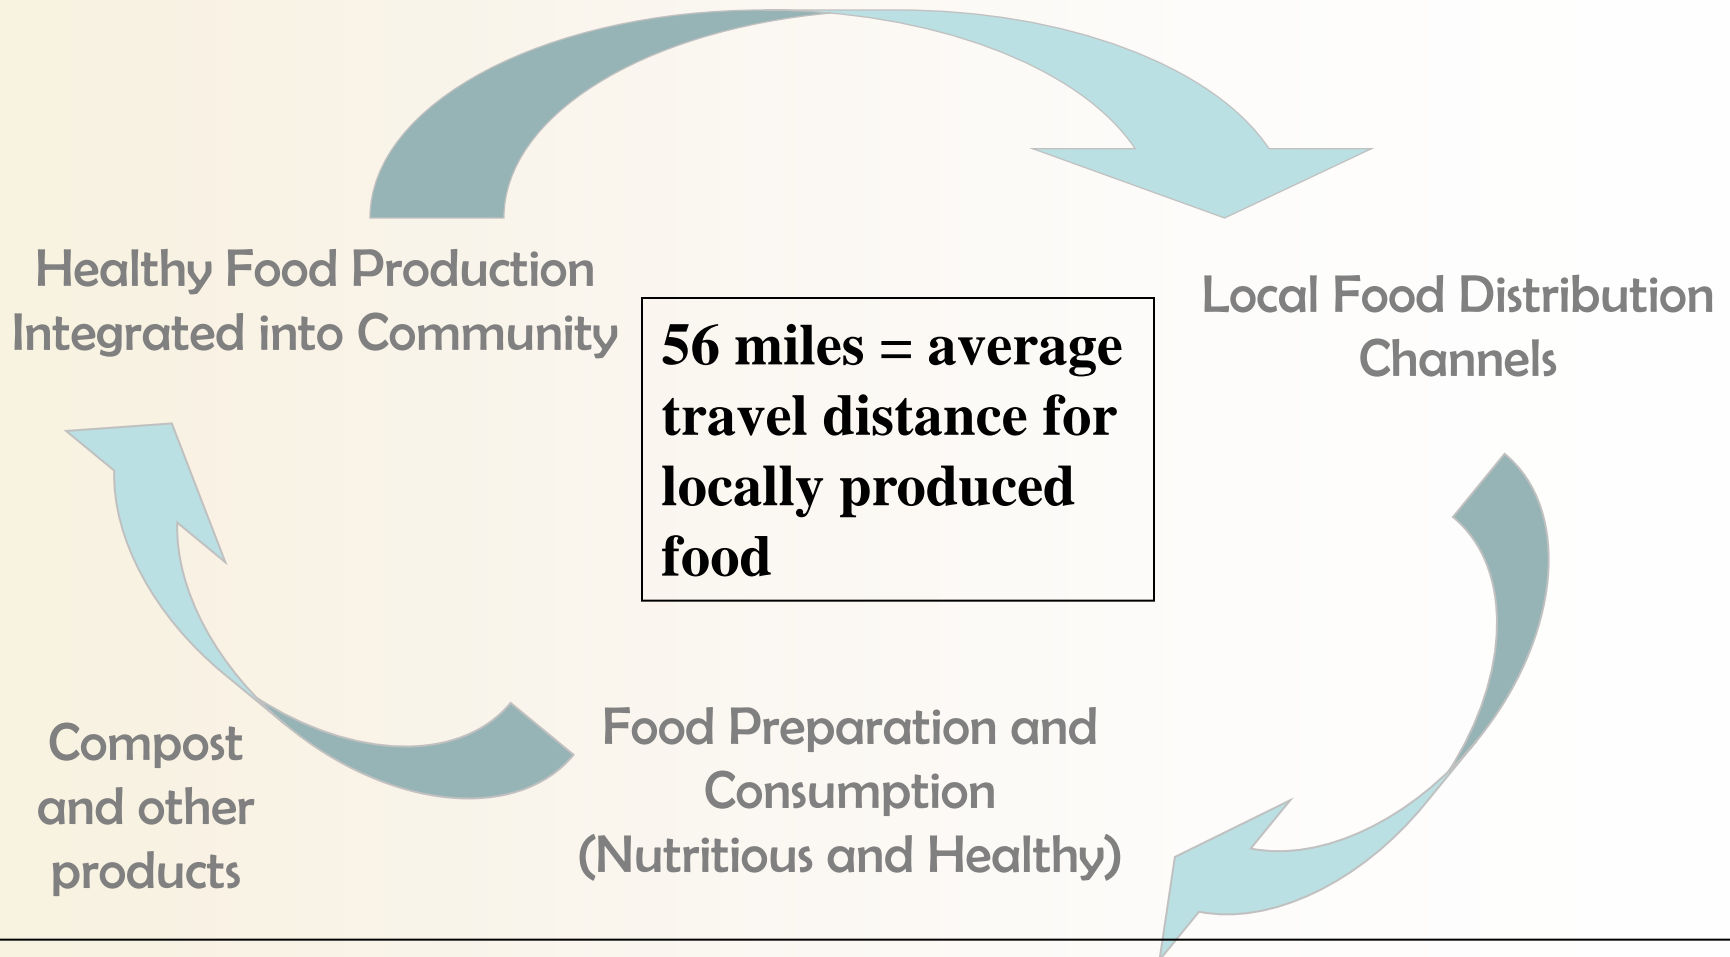 Healthy Food Production
Integrated into Community
Local Food Distribution
Channels
56 miles = average
travel distance for
locally produced
food
Food Preparation and
Consumption
(Nutritious and Healthy)
Compost
and other
products